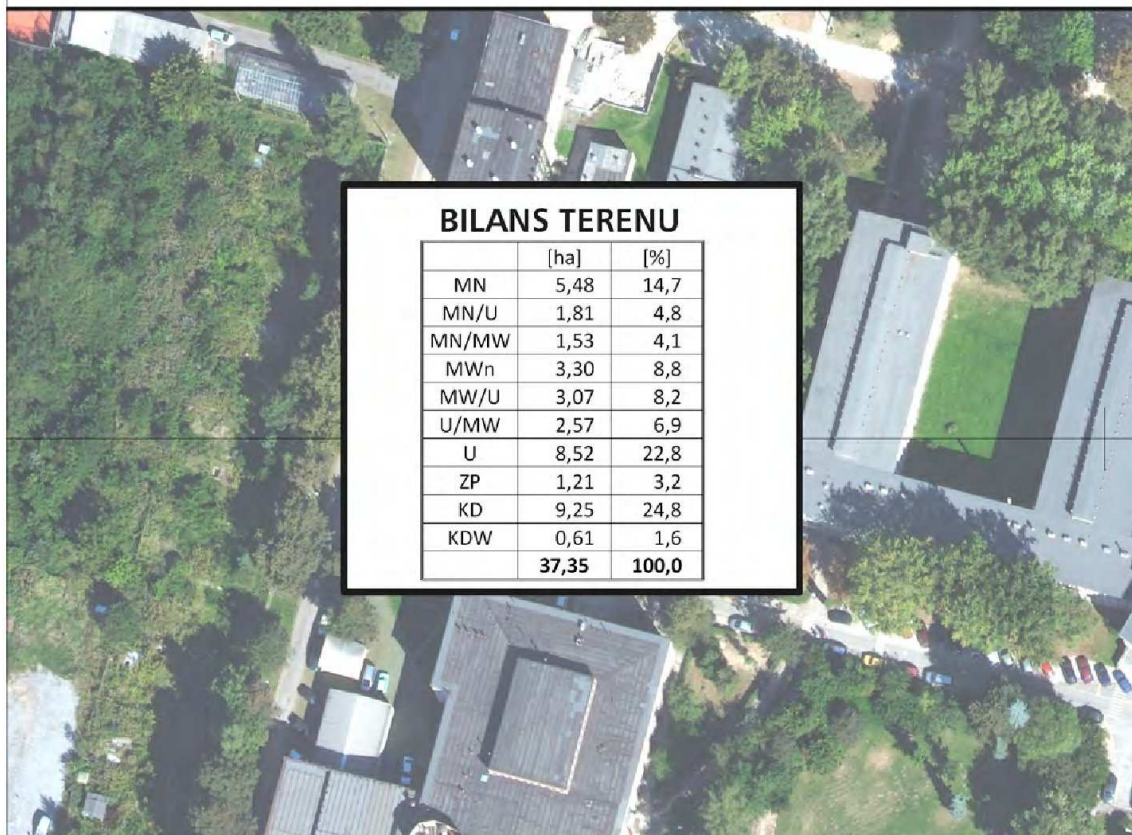 BILANS TERENU
[ha] [%]
MN 5,48 14,7
MN/U 1,81 4,8
MN/MW 1,53 4,1
MWn 3,30 8,8
MW/U 3,07 8,2
U/MW 2,57 6,9
U 8,52 22,8
ZP 1,21 3,2
KD 9,25 24,8
KDW 0,61 1,6
37,35 100,0